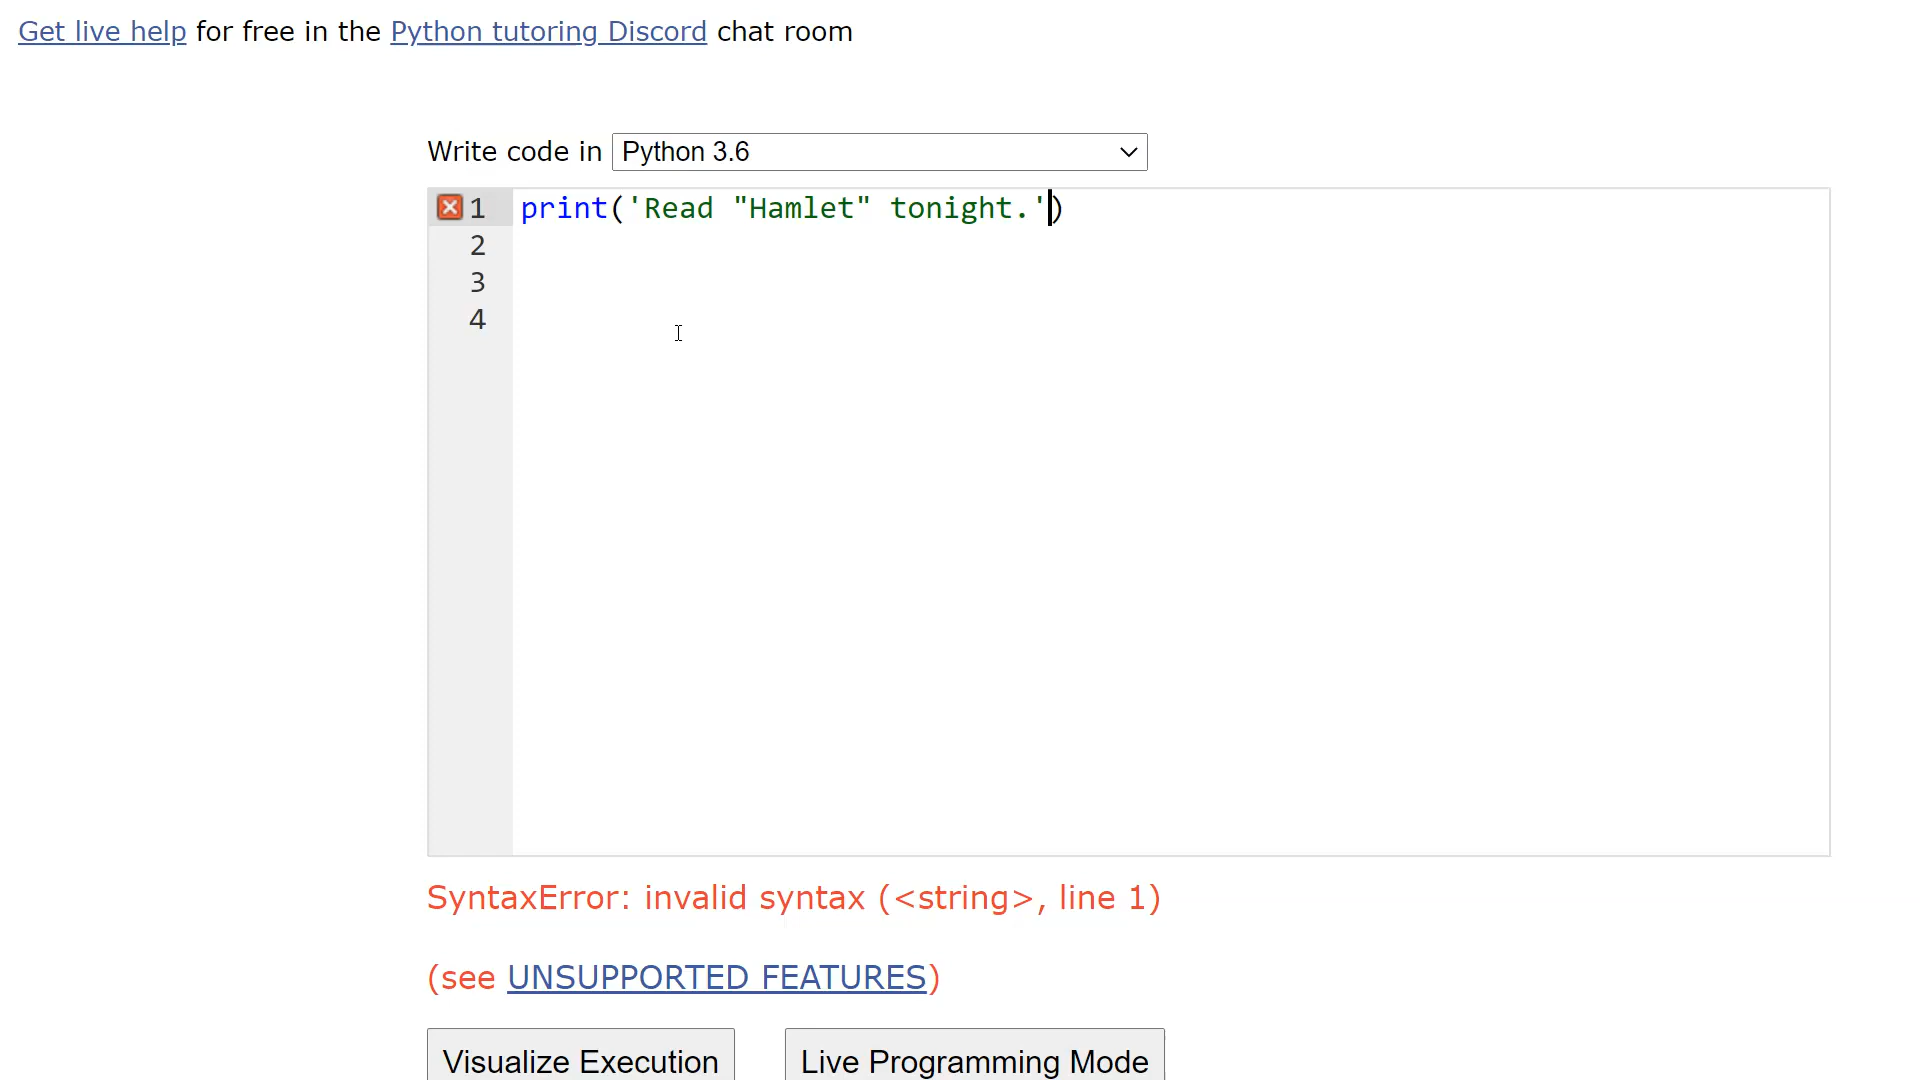 Get live help for free in the Python tutoring Discord chat room
Write code in Python 3.6
1 print('Read "Hamlet" tonight.')
2
3
4
SyntaxError: invalid syntax (<string>, line 1)
(see UNSUPPORTED FEATURES)
Visualize Execution Live Programming Mode